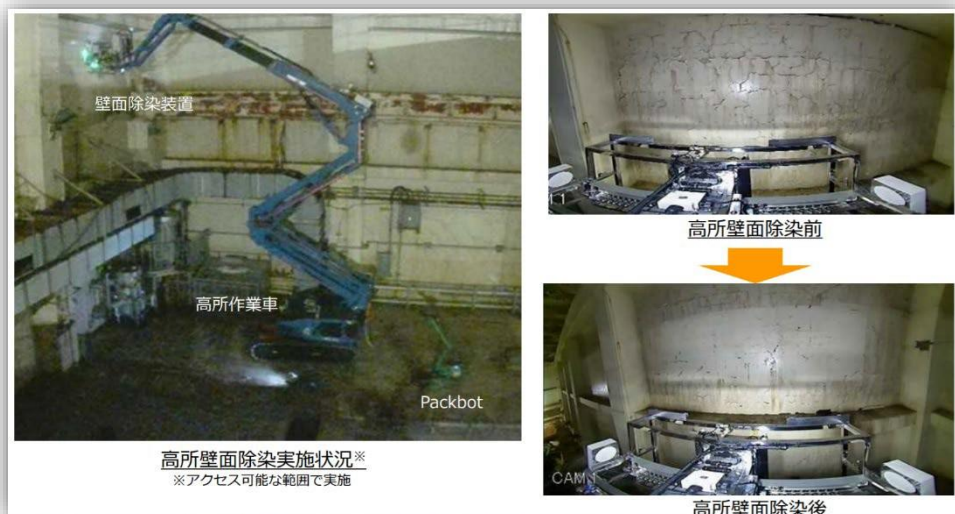 壁面除染装置
高所作業車
Packbot
高所壁面除染実施状況※
※アクセス可能な範囲で実施
高所壁面除染前
CAM1
高所壁面除染後